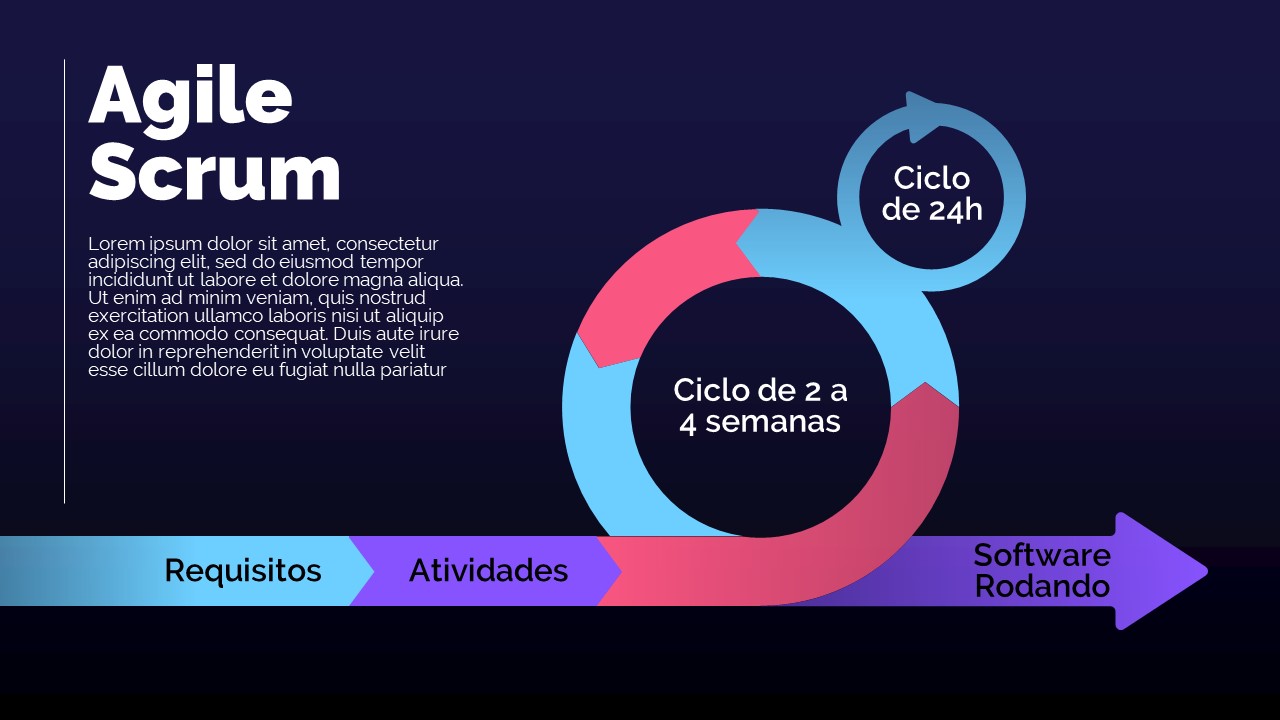 Agile
Scrum
Lorem ipsum dolor sit amet, consectetur
adipiscing elit, sed do eiusmod tempor
incididunt ut labore et dolore magna aliqua.
Ut enim ad minim veniam, quis nostrud
exercitation ullamco laboris nisi ut aliquip
ex ea commodo consequat. Duis aute irure
dolor in reprehenderit in voluptate velit
esse cillum dolore eu fugiat nulla pariatur
Ciclo
de 24h
Ciclo de 2 a
4 semanas
Requisitos
Atividades
Software
Rodando